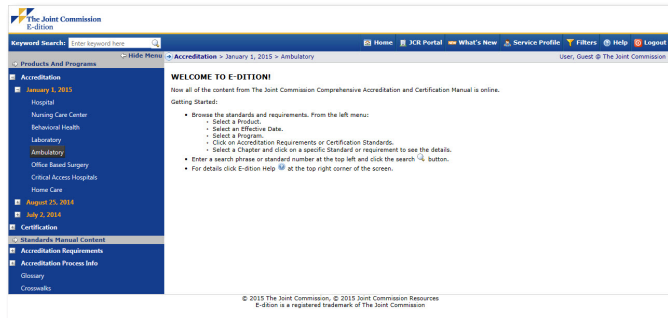 The Joint Commission
E-dition
Keyword Search: Enter keyword here
Home JCR Portal What's New Service Profile Filters Help Logout
Hide Menu
Accreditation > January 1, 2015 > Ambulatory
User, Guest @ The Joint Commission
Products And Programs
Accreditation
January 1, 2015
Hospital
Nursing Care Center
Behavioral Health
Laboratory
Ambulatory
Office Based Surgery
Critical Access Hospitals
Home Care
August 25, 2014
July 2, 2014
Certification
Standards Manual Content
Accreditation Requirements
Accreditation Process Info
Glossary
Crosswalks
WELCOME TO E-DITION!
Now all of the content from The Joint Commission Comprehensive Accreditation and Certification Manual is online.
Getting Started:
• Browse the standards and requirements. From the left menu:
• Select a Product.
• Select an Effective Date.
• Select a Program.
• Click on Accreditation Requirements or Certification Standards.
• Select a Chapter and click on a specific Standard or requirement to see the details.
• Enter a search phrase or standard number at the top left and click the search button.
• For details click E-dition Help at the top right corner of the screen.
© 2015 The Joint Commission, © 2015 Joint Commission Resources
E-dition is a registered trademark of The Joint Commission